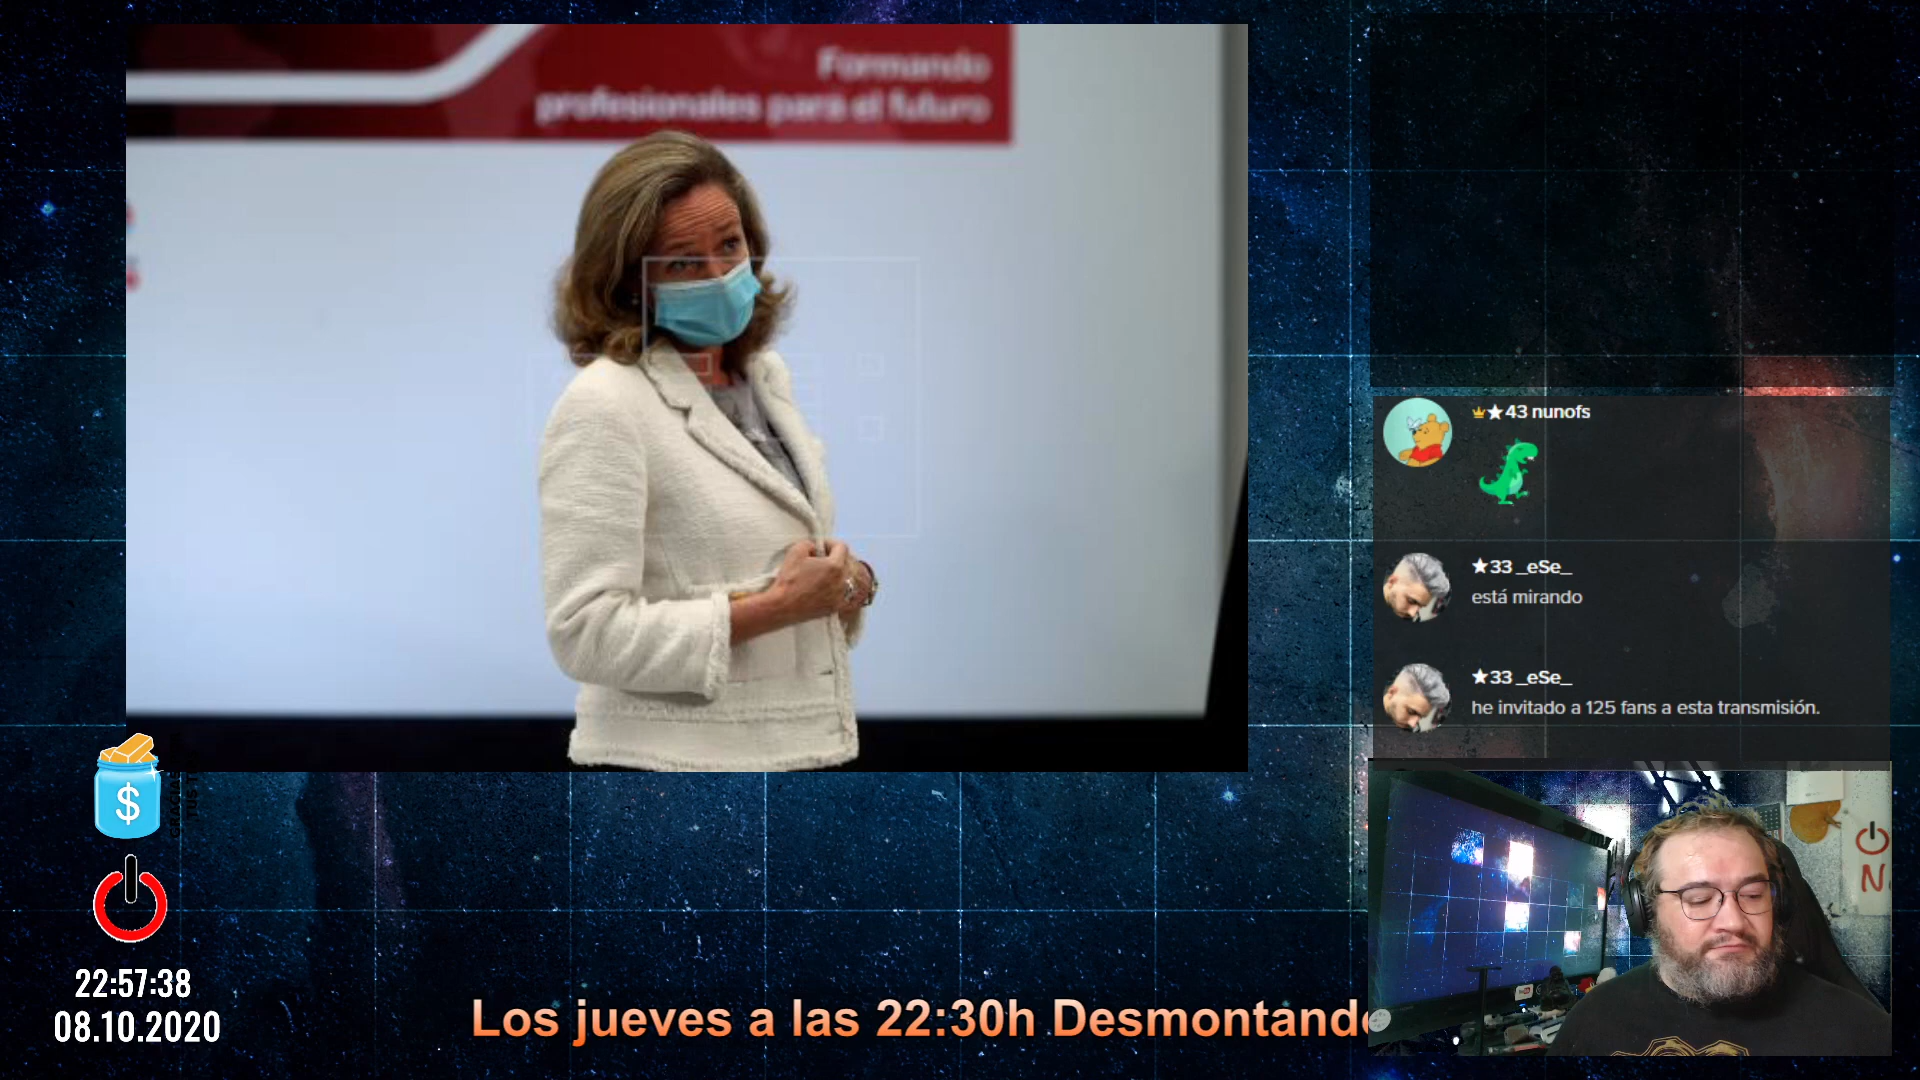 Formando
profesionales para el futuro
43 nunofs
33 _eSe_
está mirando
33 _eSe_
he invitado a 125 fans a esta transmisión.
$
N
22:57:38
08.10.2020
Los jueves a las 22:30h Desmontando